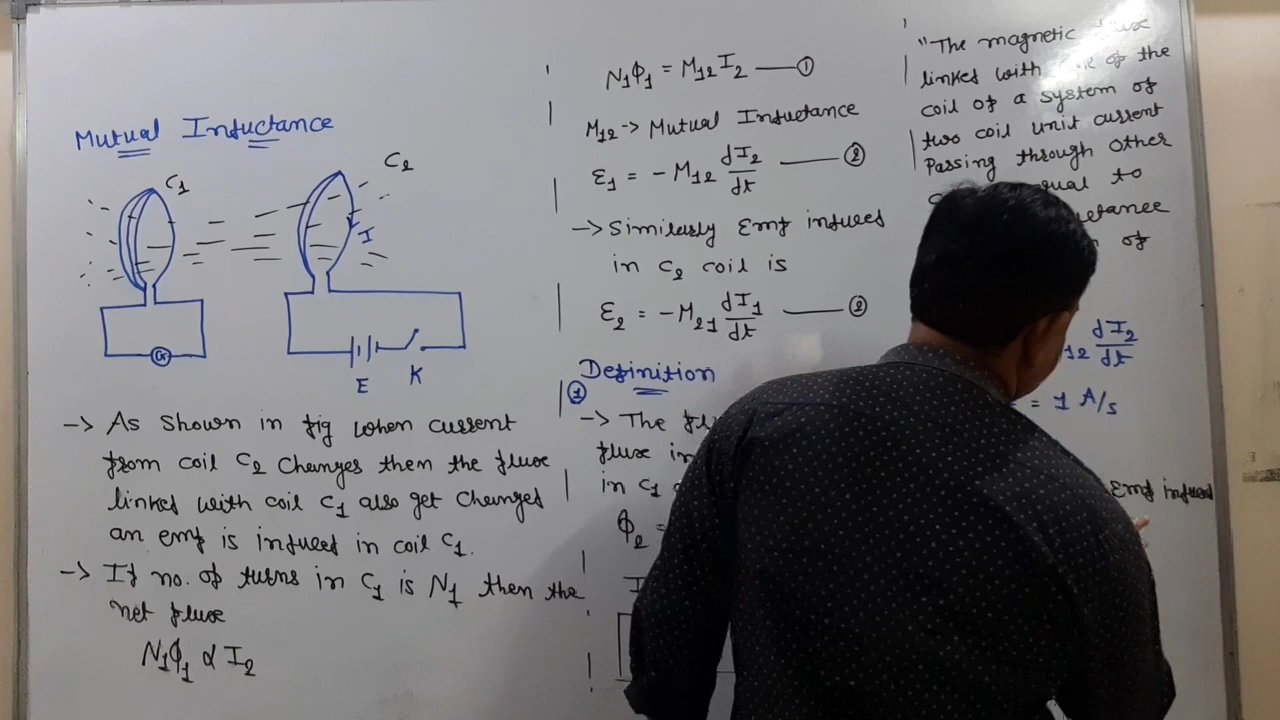 Mutual Inductance
C1
C2
I
G
E
K
-> As shown in fig when current
from coil C2 changes then the flux
linked with coil C1 also get changes
an emf is induced in coil C1.
-> If no. of turns in C1 is N1 then the
net flux
N1Φ1 α I2
N1Φ1 = M12 I2 —— ①
M12 -> Mutual Inductance
ε1 = - M12 dI2/dt —— ②
-> Similarly Emf induced
in C2 coil is
ε2 = - M21 dI1/dt —— ②
Definition
①
-> The
flux in
in C1
Φ2 =
I
"The magnetic
linked with of the
coil of a system of
two coil unit current
Passing through other
equal to
of
12 dI2/dt
= 1 A/s
Emf induced